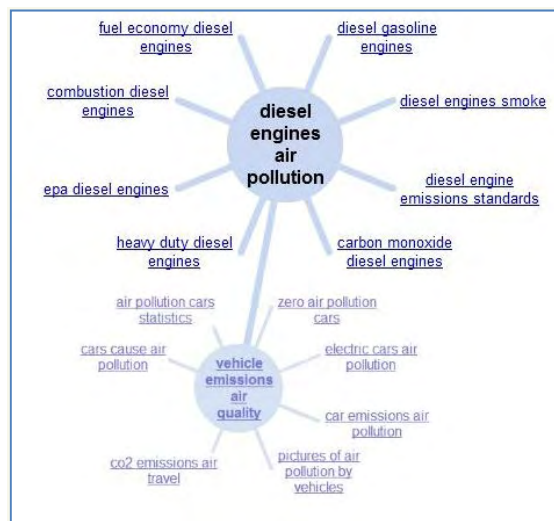 fuel economy diesel
engines
diesel gasoline
engines
combustion diesel
engines
diesel engines smoke
diesel
engines
air
pollution
epa diesel engines
diesel engine
emissions standards
heavy duty diesel
engines
carbon monoxide
diesel engines
air pollution cars
statistics
zero air pollution
cars
cars cause air
pollution
electric cars air
pollution
vehicle
emissions
air
quality
car emissions air
pollution
co2 emissions air
travel
pictures of air
pollution by
vehicles